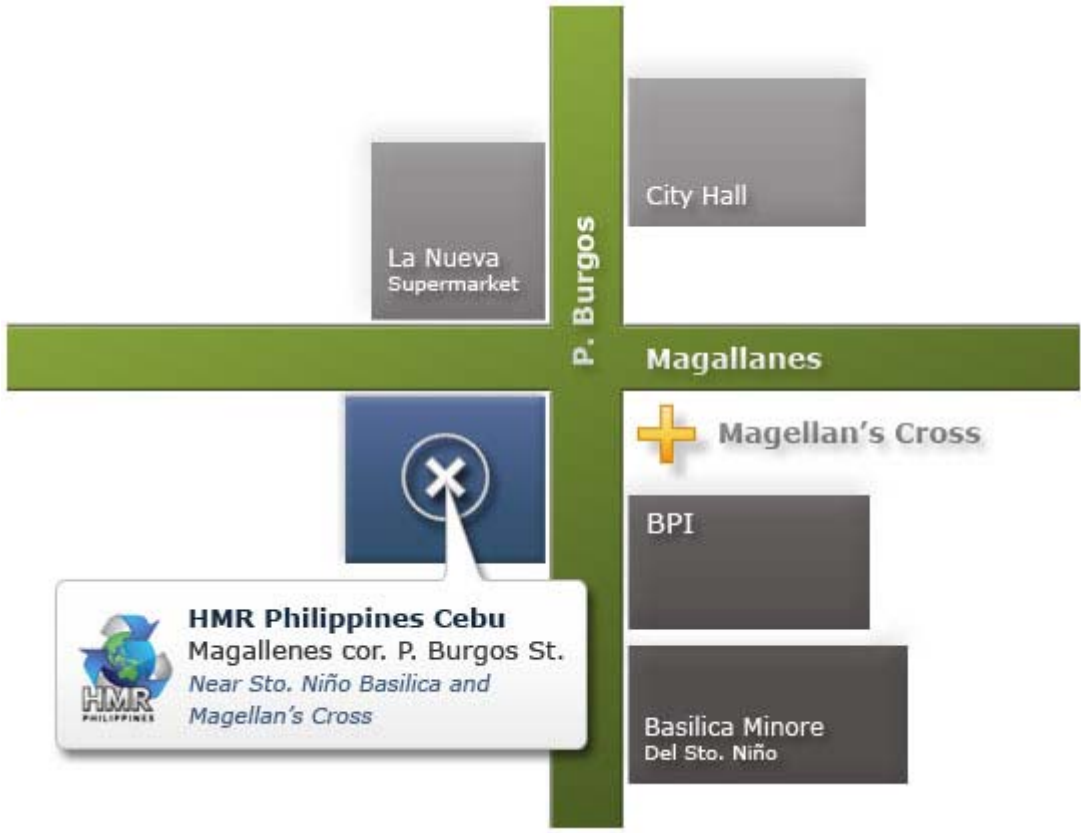 City Hall
La Nueva
Supermarket
P. Burgos
Magallanes
Magellan's Cross
BPI
HMR Philippines Cebu
Magallenes cor. P. Burgos St.
Near Sto. Niño Basilica and
Magellan's Cross
HMR
PHILIPPINES
Basilica Minore
Del Sto. Niño